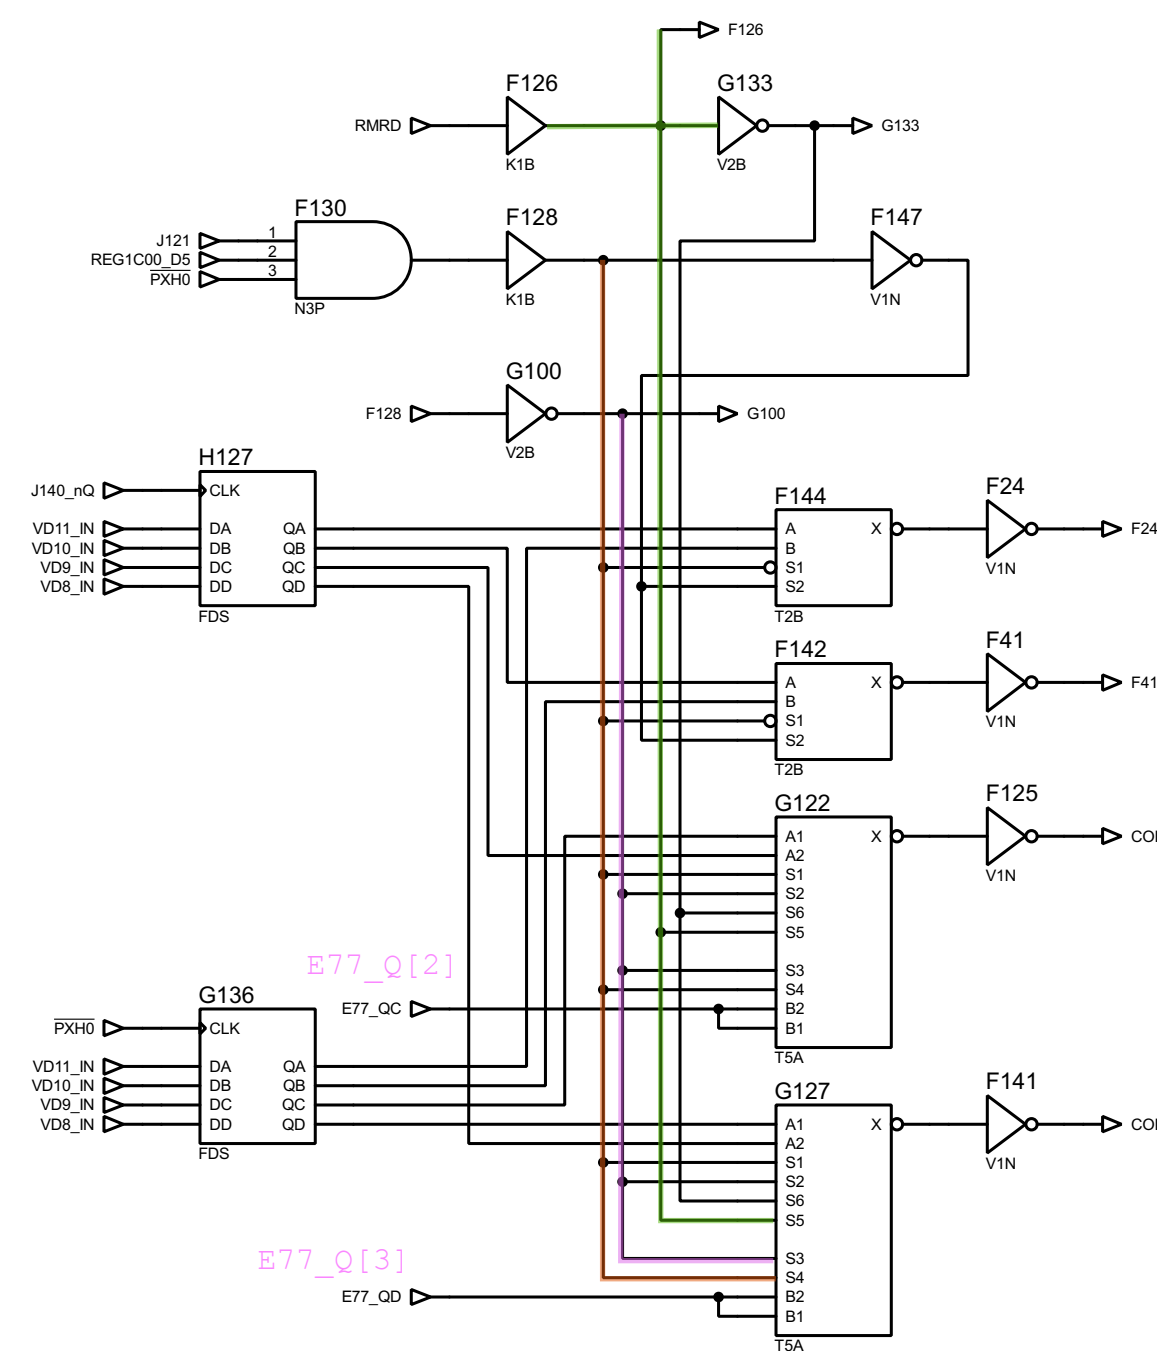 F126
F126
G133
RMRD
G133
K1B
V2B
F130
F128
F147
J121
1
REG1C00_D5
2
PXH0
3
N3P
K1B
V1N
G100
F128
G100
V2B
H127
J140_nQ
CLK
F144
F24
VD11_IN DA QA A X F24
VD10_IN DB QB B
VD9_IN DC QC S1
VD8_IN DD QD S2
V1N
FDS
T2B
F142
F41
A X F41
B
S1
S2
V1N
T2B
G122
F125
A1 X COI
A2
S1
S2
S6
S5
V1N
E77_Q[2]
S3
S4
E77_QC B2
B1
T5A
G136
PXH0 CLK
VD11_IN DA QA
VD10_IN DB QB
VD9_IN DC QC
VD8_IN DD QD
FDS
G127
F141
A1 X COI
A2
S1
S2
S6
S5
V1N
E77_Q[3]
S3
S4
E77_QD B2
B1
T5A